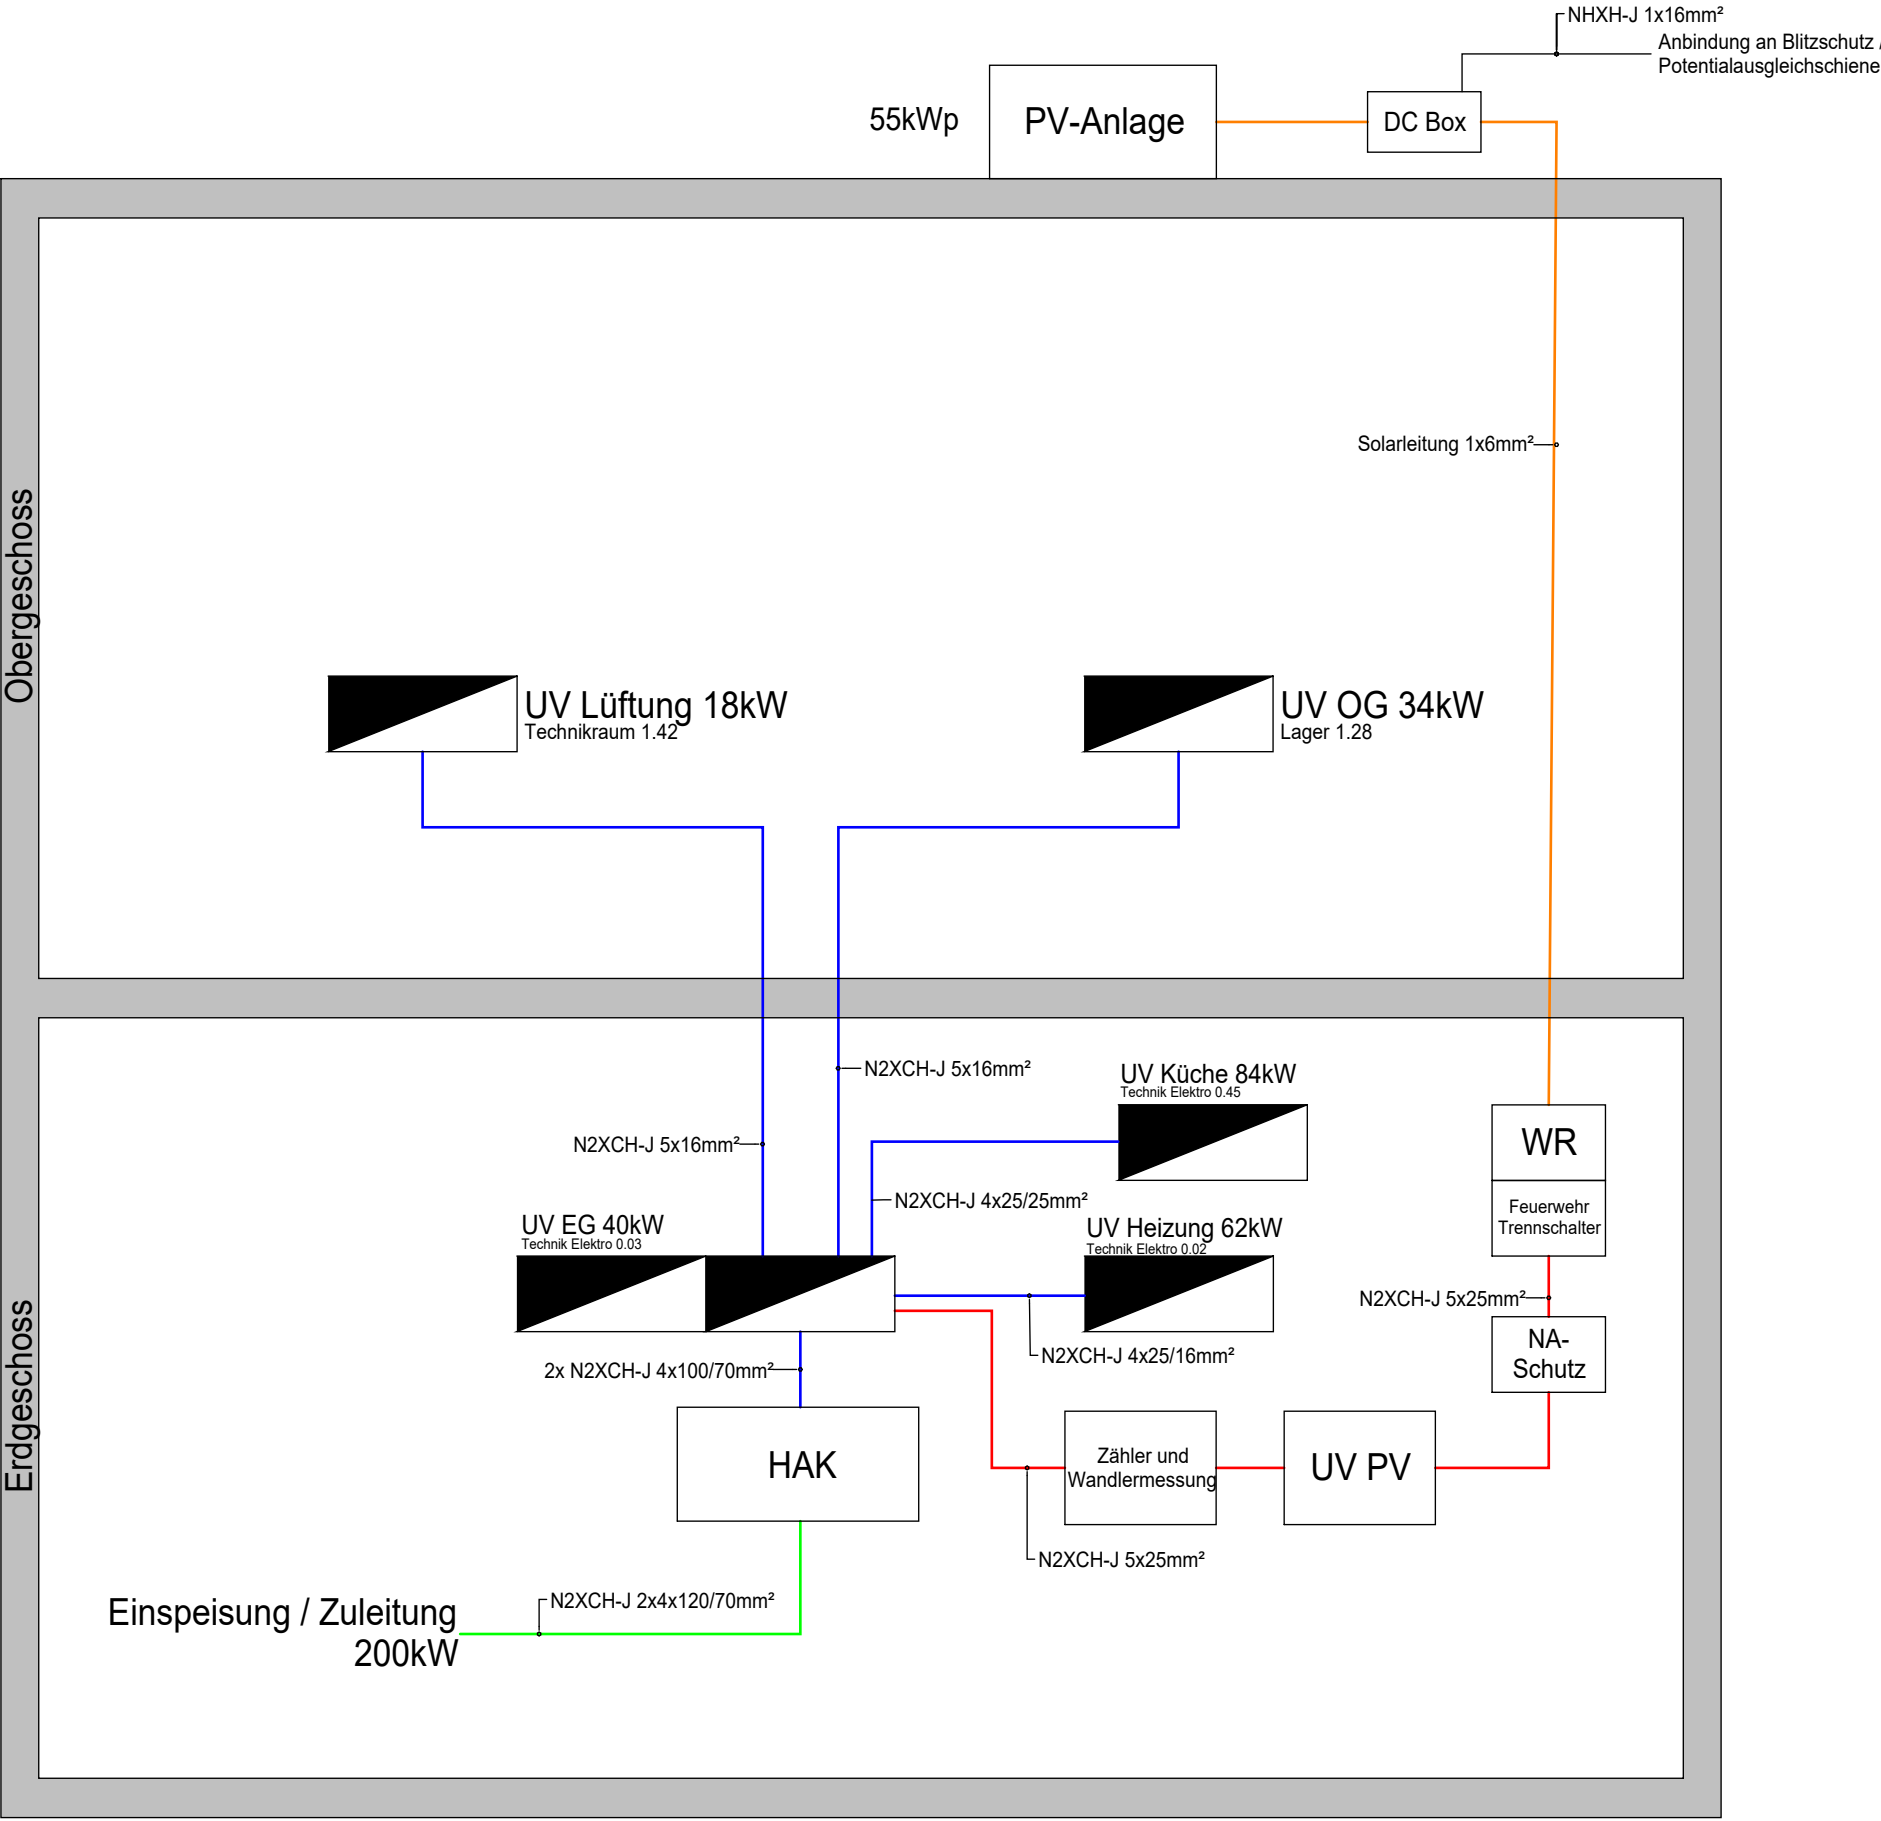 NHXH-J 1x16mm²
Anbindung an Blitzschutz /
Potentialausgleichschiene
55kWp
PV-Anlage
DC Box
Solarleitung 1x6mm²
Obergeschoss
UV Lüftung 18kW
Technikraum 1.42
UV OG 34kW
Lager 1.28
N2XCH-J 5x16mm²
UV Küche 84kW
Technik Elektro 0.45
N2XCH-J 5x16mm²
WR
N2XCH-J 4x25/25mm²
Feuerwehr
Trennschalter
UV EG 40kW
Technik Elektro 0.03
UV Heizung 62kW
Technik Elektro 0.02
N2XCH-J 5x25mm²
NA-
Schutz
N2XCH-J 4x25/16mm²
2x N2XCH-J 4x100/70mm²
Erdgeschoss
HAK
Zähler und
Wandlermessung
UV PV
N2XCH-J 5x25mm²
N2XCH-J 2x4x120/70mm²
Einspeisung / Zuleitung
200kW